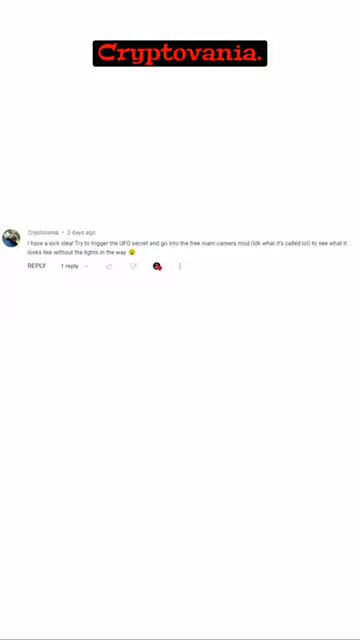 Cryptovania.
Cryptovania • 2 days ago
I have a sick idea! Try to trigger the UFO secret and go into the free roam camera mod (idk what it's called lol) to see what it
looks like without the lights in the way 😮
REPLY 1 reply